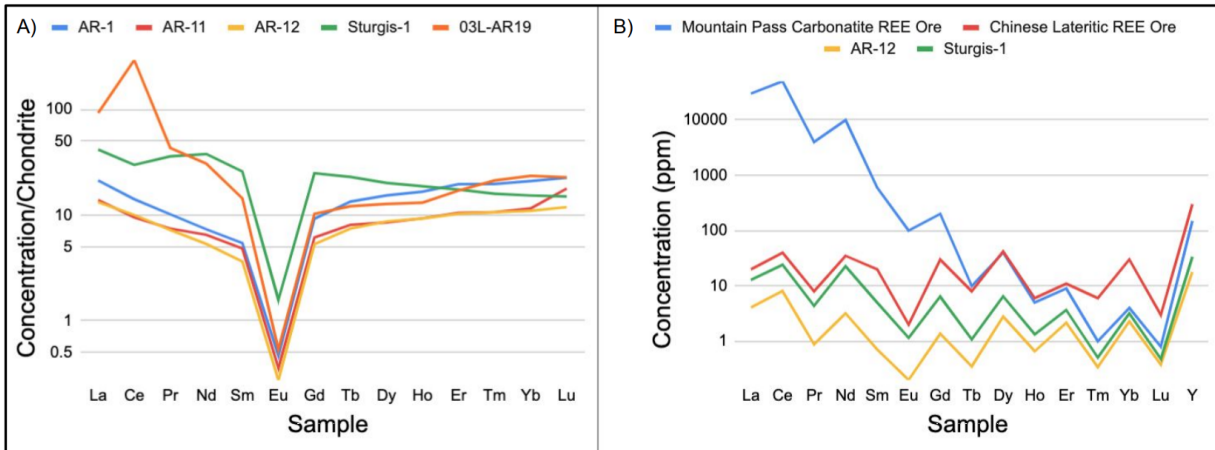 A) AR-1 AR-11 AR-12 Sturgis-1 03L-AR19
Concentration/Chondrite
100
50
10
5
1
0.5
La Ce Pr Nd Sm Eu Gd Tb Dy Ho Er Tm Yb Lu
Sample
B) Mountain Pass Carbonatite REE Ore Chinese Lateritic REE Ore
AR-12 Sturgis-1
Concentration (ppm)
10000
1000
100
10
1
La Ce Pr Nd Sm Eu Gd Tb Dy Ho Er Tm Yb Lu Y
Sample